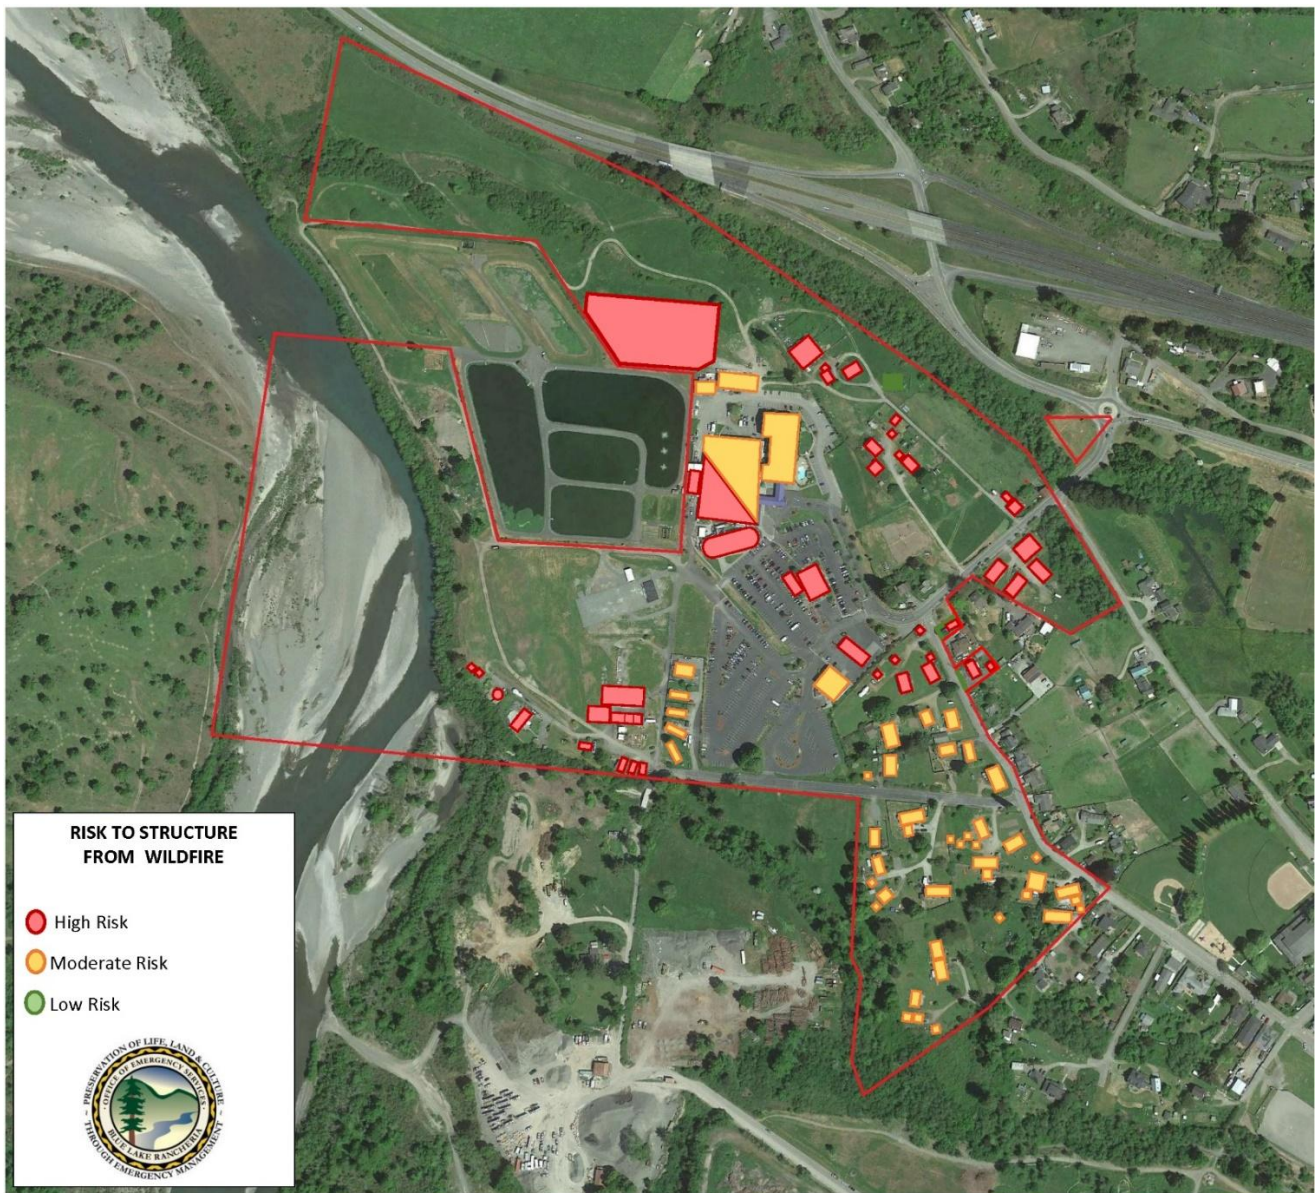 RISK TO STRUCTURE
FROM WILDFIRE
High Risk
Moderate Risk
Low Risk
PRESERVATION OF LIFE, LAND & CULTURE
· OFFICE OF EMERGENCY SERVICES ·
BLUE LAKE RANCHERIA
~ THROUGH EMERGENCY MANAGEMENT ~